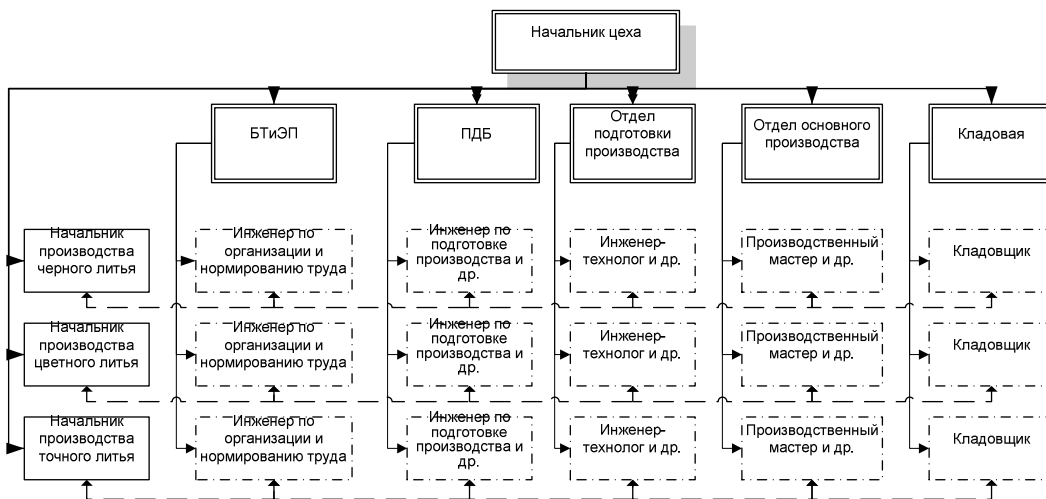 Начальник цеха
БТиЭП
ПДБ
Отдел
подготовки
производства
Отдел основного
производства
Кладовая
Начальник
производства
черного литья
Инженер по
организации и
нормированию труда
Инженер по
подготовке
производства и
др.
Инженер-
технолог и др.
Производственный
мастер и др.
Кладовщик
Начальник
производства
цветного литья
Инженер по
организации и
нормированию труда
Инженер по
подготовке
производства и
др.
Инженер-
технолог и др.
Производственный
мастер и др.
Кладовщик
Начальник
производства
точного литья
Инженер по
организации и
нормированию труда
Инженер по
подготовке
производства и
др.
Инженер-
технолог и др.
Производственный
мастер и др.
Кладовщик